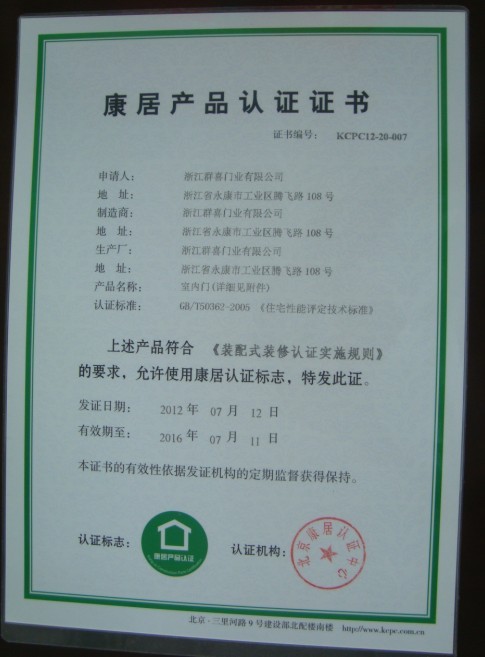 康居产品认证证书
证书编号： KCPC12-20-007
申请人： 浙江群喜门业有限公司
地 址： 浙江省永康市工业区腾飞路 108 号
制造商： 浙江群喜门业有限公司
地 址： 浙江省永康市工业区腾飞路 108 号
生产厂： 浙江群喜门业有限公司
地 址： 浙江省永康市工业区腾飞路 108 号
产品名称： 室内门(详细见附件)
认证标准： GB/T50362-2005 《住宅性能评定技术标准》
上述产品符合 《装配式装修认证实施规则》
的要求，允许使用康居认证标志，特发此证。
发证日期： 2012 年 07 月 12 日
有效期至： 2016 年 07 月 11 日
本证书的有效性依据发证机构的定期监督获得保持。
认证标志： 康居产品认证 认证机构： 北京康居认证中心
北京·三里河路 9 号建设部北配楼南楼 http://www.kcpc.com.cn